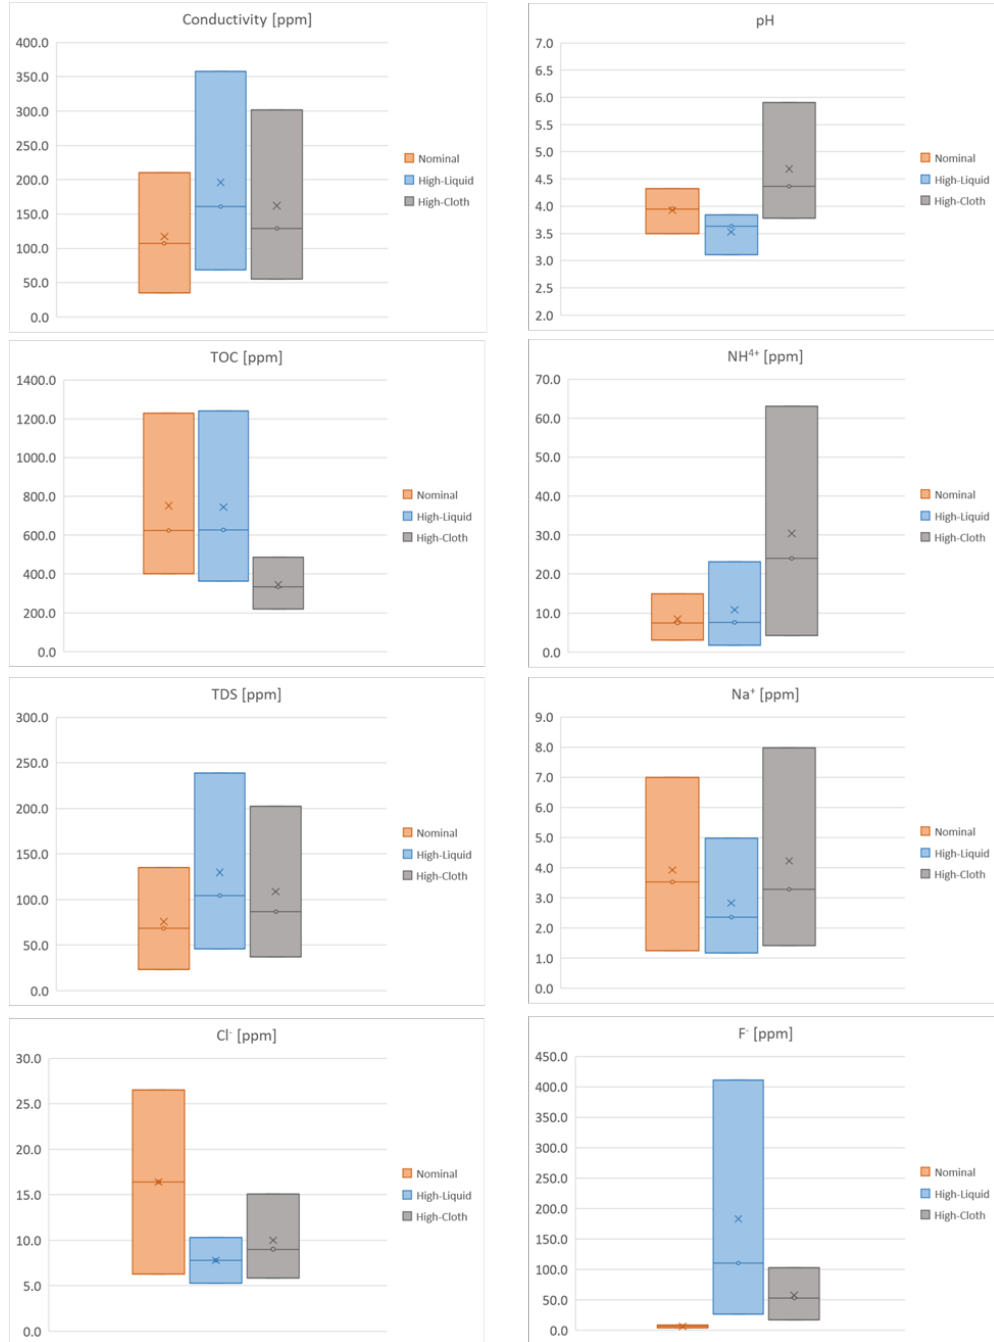 Conductivity [ppm]
400.0
350.0
300.0
250.0
200.0
150.0
100.0
50.0
0.0
Nominal
High-Liquid
High-Cloth
pH
7.0
6.5
6.0
5.5
5.0
4.5
4.0
3.5
3.0
2.5
2.0
Nominal
High-Liquid
High-Cloth
TOC [ppm]
1400.0
1200.0
1000.0
800.0
600.0
400.0
200.0
0.0
Nominal
High-Liquid
High-Cloth
NH⁴⁺ [ppm]
70.0
60.0
50.0
40.0
30.0
20.0
10.0
0.0
Nominal
High-Liquid
High-Cloth
TDS [ppm]
300.0
250.0
200.0
150.0
100.0
50.0
0.0
Nominal
High-Liquid
High-Cloth
Na⁺ [ppm]
9.0
8.0
7.0
6.0
5.0
4.0
3.0
2.0
1.0
0.0
Nominal
High-Liquid
High-Cloth
Cl⁻ [ppm]
30.0
25.0
20.0
15.0
10.0
5.0
0.0
Nominal
High-Liquid
High-Cloth
F⁻ [ppm]
450.0
400.0
350.0
300.0
250.0
200.0
150.0
100.0
50.0
0.0
Nominal
High-Liquid
High-Cloth